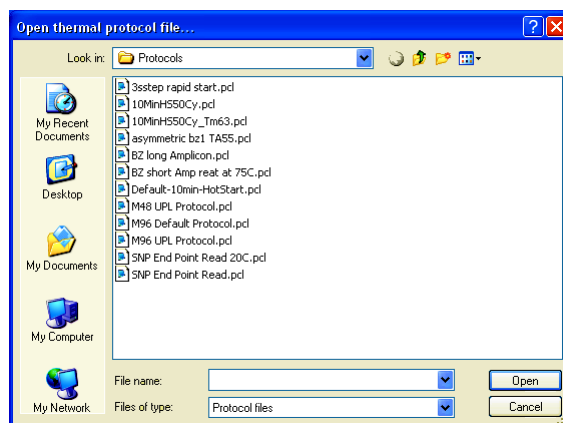 Open thermal protocol file...
Look in: Protocols
3sstep rapid start.pcl
10MinHS50Cy.pcl
10MinHS50Cy_Tm63.pcl
asymmetric bz1 TA55.pcl
BZ long Amplicon.pcl
BZ short Amp reat at 75C.pcl
Default-10min-HotStart.pcl
M48 UPL Protocol.pcl
M96 Default Protocol.pcl
M96 UPL Protocol.pcl
SNP End Point Read 20C.pcl
SNP End Point Read.pcl
My Recent
Documents
Desktop
My Documents
My Computer
My Network
File name:
Open
Files of type: Protocol files
Cancel